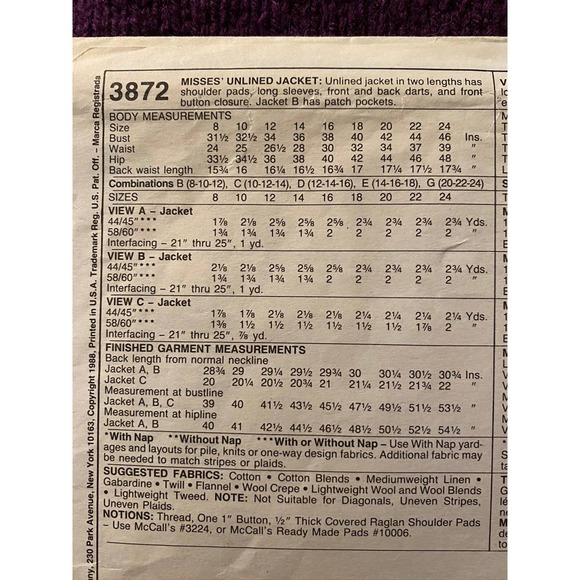 3872
MISSES' UNLINED JACKET: Unlined jacket in two lengths has
shoulder pads, long sleeves, front and back darts, and front
button closure. Jacket B has patch pockets.
BODY MEASUREMENTS
Size 8 10 12 14 16 18 20 22 24
Bust 31½ 32½ 34 36 38 40 42 44 46 Ins.
Waist 24 25 26½ 28 30 32 34 37 39 "
Hip 33½ 34½ 36 38 40 42 44 46 48 "
Back waist length 15¾ 16 16¼ 16½ 16¾ 17 17¼ 17½ 17¾ "
Combinations B (8-10-12), C (10-12-14), D (12-14-16), E (14-16-18), G (20-22-24)
SIZES 8 10 12 14 16 18 20 22 24
VIEW A – Jacket
44/45"*** 1⅞ 2⅛ 2⅝ 2⅝ 2⅝ 2¾ 2¾ 2¾ 2¾ Yds.
58/60"*** 1¾ 1¾ 1¾ 1¾ 1¾ 2 2 2 2 "
Interfacing – 21" thru 25", 1 yd.
VIEW B – Jacket
44/45"*** 2⅛ 2⅛ 2⅝ 2⅝ 2⅝ 2¾ 2¾ 2¾ 2¾ Yds.
58/60"*** 1¾ 1¾ 1¾ 1¾ 2 2 2 2 2 "
Interfacing – 21" thru 25", 1 yd.
VIEW C – Jacket
44/45"*** 1⅞ 2⅛ 2⅛ 2⅛ 2⅛ 2¼ 2¼ 2¼ 2¼ Yds.
58/60"*** 1⅜ 1½ 1½ 1½ 1½ 1½ 1⅞ 2 2 "
Interfacing – 21" thru 25", ⅞ yd.
FINISHED GARMENT MEASUREMENTS
Back length from normal neckline
Jacket A, B 28¾ 29 29¼ 29½ 29¾ 30 30¼ 30½ 30¾ Ins.
Jacket C 20 20¼ 20½ 20¾ 21 21¼ 21½ 21¾ 22 "
Measurement at bustline
Jacket A, B, C 39 40 41½ 43½ 45½ 47½ 49½ 51½ 53½ "
Measurement at hipline
Jacket A, B 40 41 42½ 44½ 46½ 48½ 50½ 52½ 54½ "
*With Nap **Without Nap ***With or Without Nap – Use With Nap yard-
ages and layouts for pile, knits or one-way design fabrics. Additional fabric may
be needed to match stripes or plaids.
SUGGESTED FABRICS: Cotton • Cotton Blends • Mediumweight Linen •
Gabardine • Twill • Flannel • Wool Crepe • Lightweight Wool and Wool Blends
• Lightweight Tweed. NOTE: Not Suitable for Diagonals, Uneven Stripes,
Uneven Plaids.
NOTIONS: Thread, One 1" Button, ½" Thick Covered Raglan Shoulder Pads
– Use McCall's #3224, or McCall's Ready Made Pads #10006.
230 Park Avenue, New York 10163, Copyright 1988, Printed in U.S.A. Trademark Reg. U.S. Pat. Off. – Marca Registrada